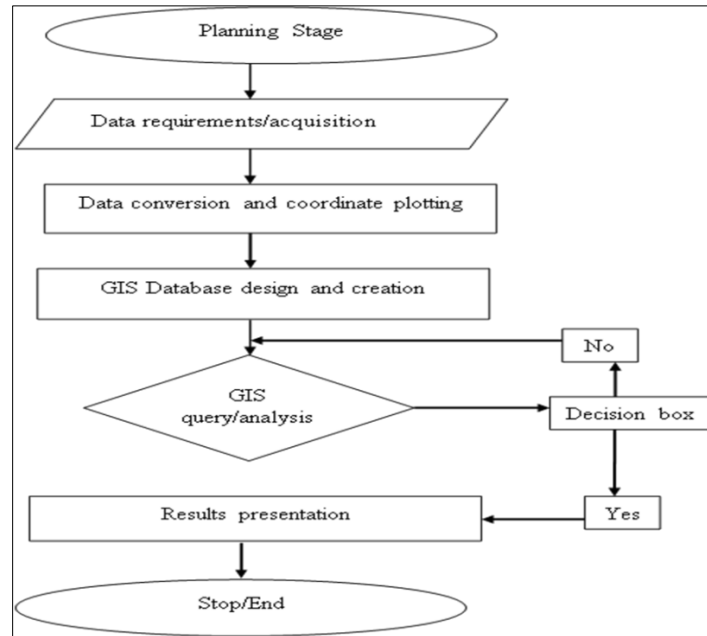 Planning Stage
Data requirements/acquisition
Data conversion and coordinate plotting
GIS Database design and creation
No
GIS
query/analysis
Decision box
Yes
Results presentation
Stop/End